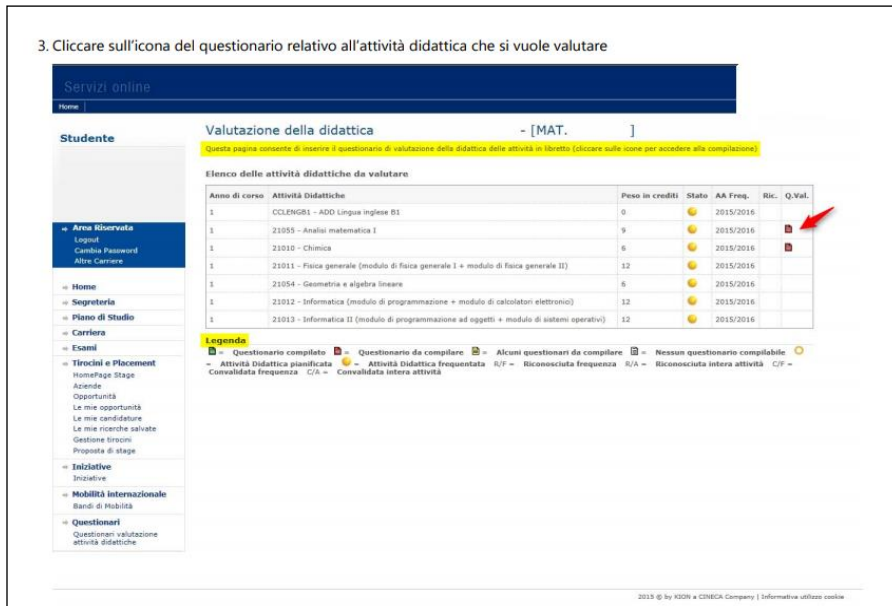 3. Cliccare sull'icona del questionario relativo all'attività didattica che si vuole valutare
Servizi online
Home
Studente
Area Riservata
Logout
Cambia Password
Altre Carriere
Home
Segreteria
Piano di Studio
Carriera
Esami
Tirocini e Placement
HomePage Stage
Aziende
Opportunità
Le mie opportunità
Le mie candidature
Le mie ricerche salvate
Gestione tirocini
Proposta di stage
Iniziative
Iniziative
Mobilità internazionale
Bandi di Mobilità
Questionari
Questionari valutazione
attività didattiche
Valutazione della didattica - [MAT. ]
Questa pagina consente di inserire il questionario di valutazione della didattica delle attività in libretto (cliccare sulle icone per accedere alla compilazione)
Elenco delle attività didattiche da valutare
Anno di corso Attività Didattiche Peso in crediti Stato AA Freq. Ric. Q.Val.
1 CCLENGB1 - ADD Lingua inglese B1 0 2015/2016
1 21055 - Analisi matematica I 9 2015/2016
1 21010 - Chimica 6 2015/2016
1 21011 - Fisica generale (modulo di fisica generale I + modulo di fisica generale II) 12 2015/2016
1 21054 - Geometria e algebra lineare 6 2015/2016
1 21012 - Informatica (modulo di programmazione + modulo di calcolatori elettronici) 12 2015/2016
1 21013 - Informatica II (modulo di programmazione ad oggetti + modulo di sistemi operativi) 12 2015/2016
Legenda
= Questionario compilato = Questionario da compilare = Alcuni questionari da compilare = Nessun questionario compilabile
= Attività Didattica pianificata = Attività Didattica frequentata R/F = Riconosciuta frequenza R/A = Riconosciuta intera attività C/F =
Convalidata frequenza C/A = Convalidata intera attività
2015 © by KION a CINECA Company | Informativa utilizzo cookie